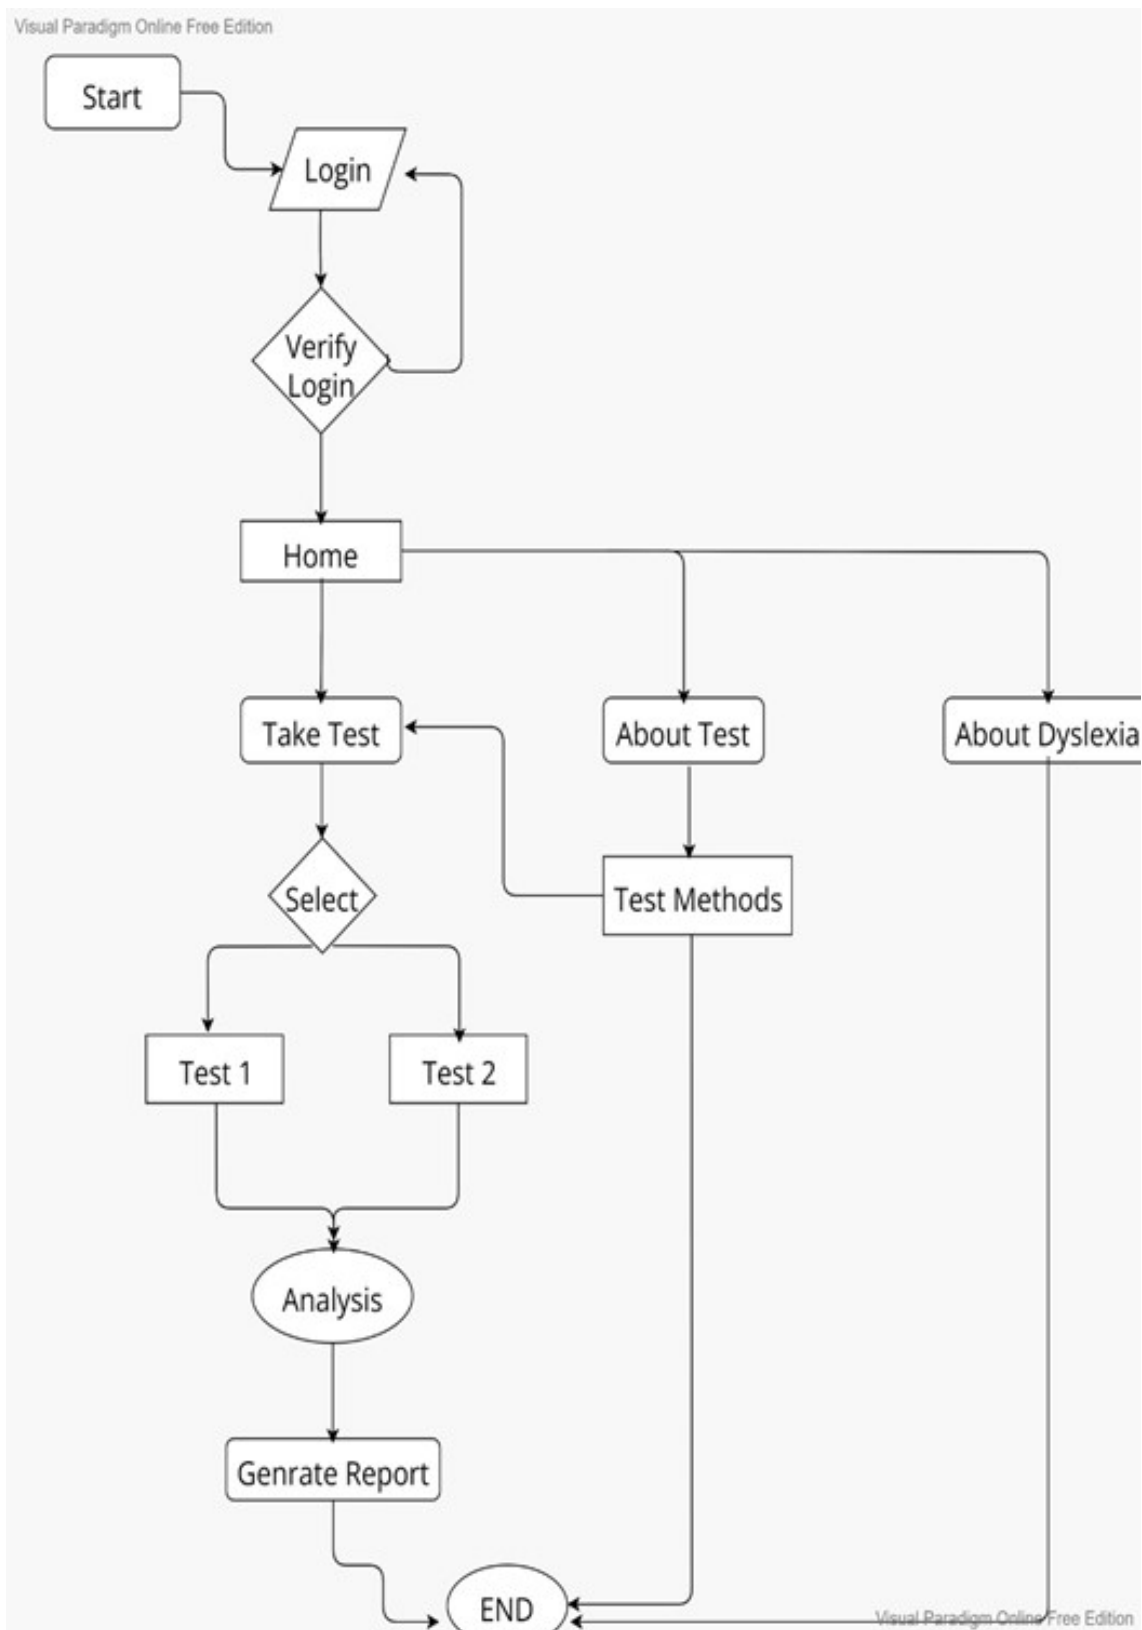 Visual Paradigm Online Free Edition
Start
Login
Verify
Login
Home
Take Test
About Test
About Dyslexia
Select
Test Methods
Test 1
Test 2
Analysis
Genrate Report
END
Visual Paradigm Online Free Edition